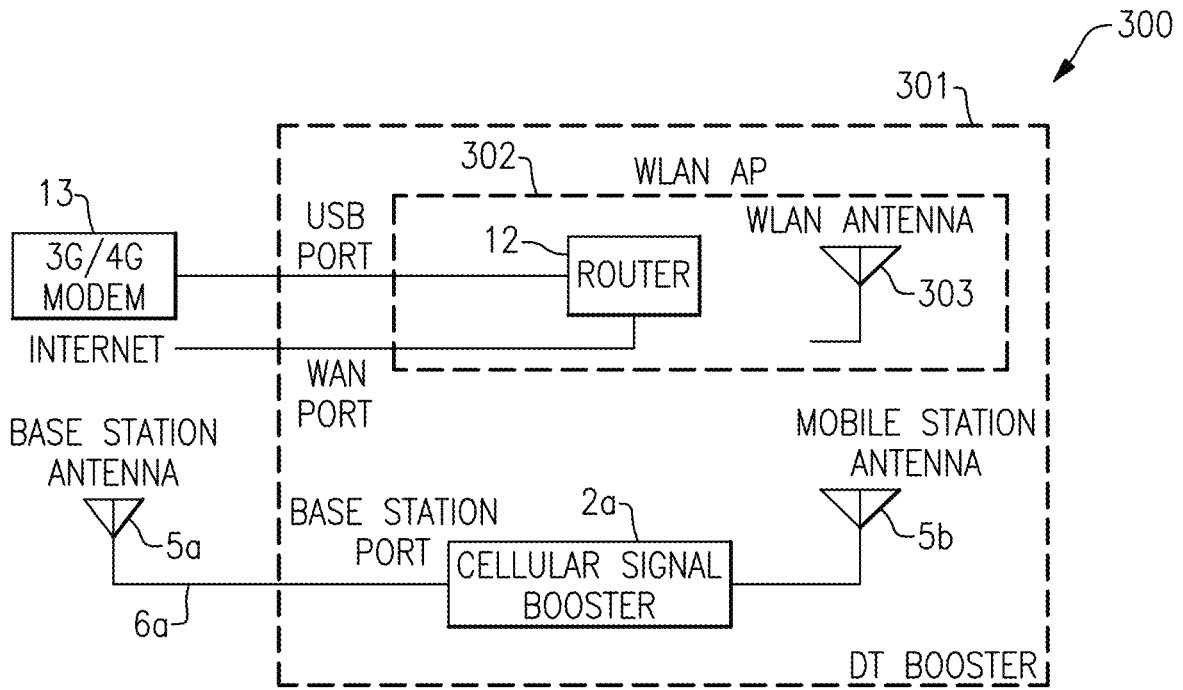 300
301
302
WLAN AP
13
USB
PORT
12
WLAN ANTENNA
3G/4G
MODEM
ROUTER
303
INTERNET
WAN
PORT
BASE STATION
ANTENNA
MOBILE STATION
ANTENNA
5a
BASE STATION
PORT
2a
5b
CELLULAR SIGNAL
BOOSTER
6a
DT BOOSTER